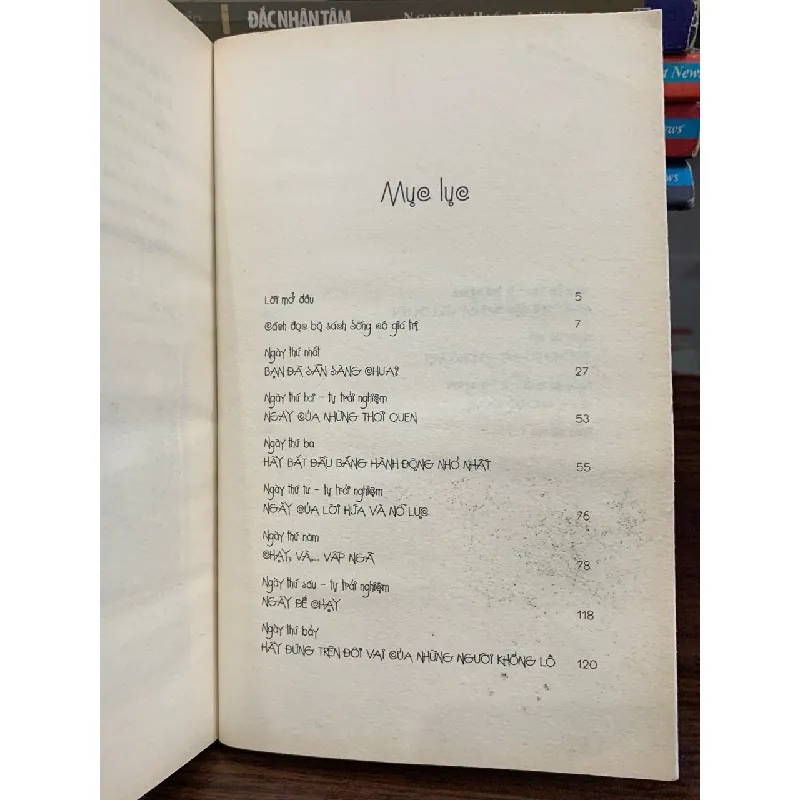 ĐẮC NHÂN TÂM
News
ews
ws
Mục lục
Lời mở đầu 5
Cách đọc bộ sách Sống có giá trị 7
Ngày thứ nhất
BẠN ĐÃ SẴN SÀNG CHƯA? 27
Ngày thứ hai - tự trải nghiệm
NGÀY CỦA NHỮNG THÓI QUEN 53
Ngày thứ ba
HÃY BẮT ĐẦU BẰNG HÀNH ĐỘNG NHỎ NHẤT 55
Ngày thứ tư - tự trải nghiệm
NGÀY CỦA LỜI HỨA VÀ NỖ LỰC 76
Ngày thứ năm
CHẠY, VÀ... VẤP NGÃ 78
Ngày thứ sáu - tự trải nghiệm
NGÀY ĐỂ CHẠY 118
Ngày thứ bảy
HÃY ĐỨNG TRÊN ĐÔI VAI CỦA NHỮNG NGƯỜI KHỔNG LỒ 120